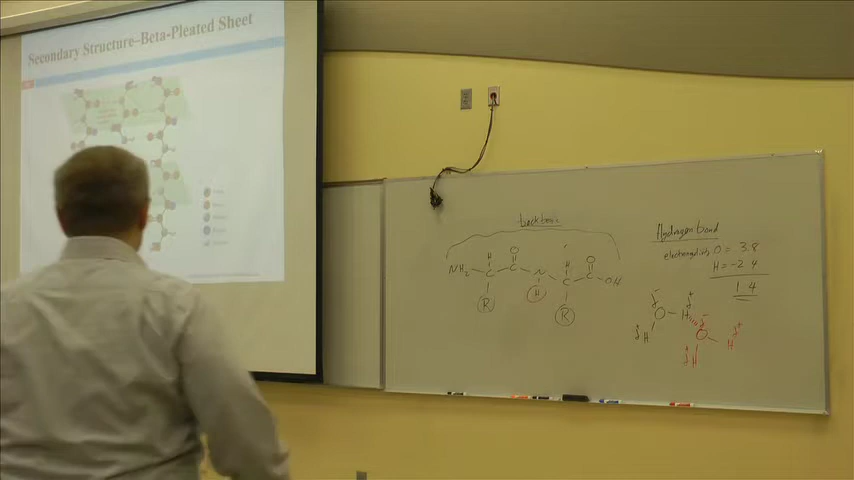 Secondary Structure–Beta-Pleated Sheet
backbone
NH2 – C – C – N – C – C – OH
H O H H O
R R
Hydrogen bond
electronegativity O = 3.8
H = -2.4
1.4
δ- δ+
O – H
δ+ H
δ-
O – H δ+
δ+ H